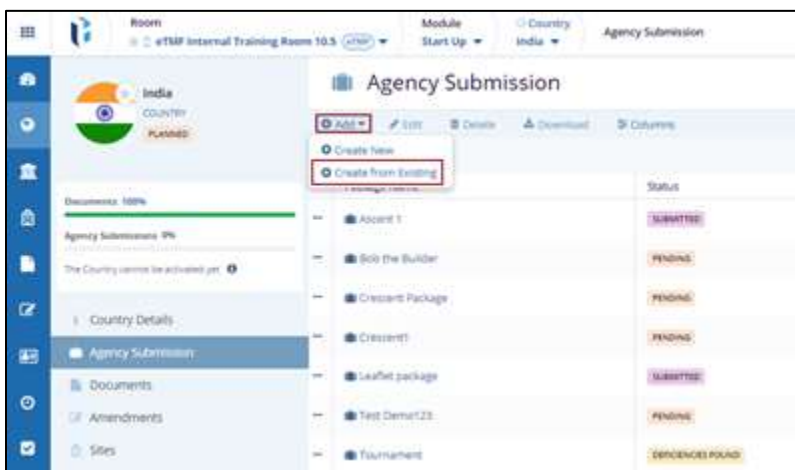 Room
eTMF Internal Training Room 10.5 eTMF
Module
Start Up
Country
India
Agency Submission
India
COUNTRY
PLANNED
Documents 100%
Agency Submissions 0%
The Country cannot be activated yet
Country Details
Agency Submission
Documents
Amendments
Sites
Agency Submission
Add
Edit
Delete
Download
Columns
Create New
Create from Existing
Package Name
Status
Ascent 1
SUBMITTED
Bob the Builder
PENDING
Crescent Package
PENDING
Crescent1
PENDING
Leaflet package
SUBMITTED
Test Demo123
PENDING
Tournament
DEFICIENCIES FOUND